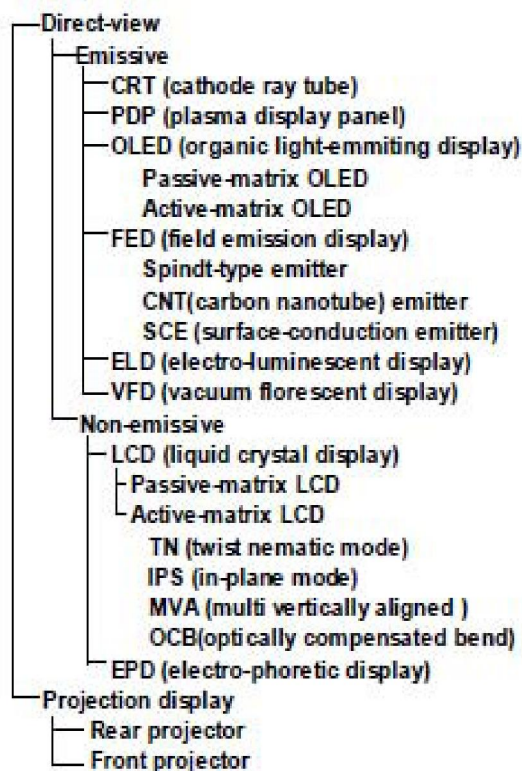 Direct-view
Emissive
CRT (cathode ray tube)
PDP (plasma display panel)
OLED (organic light-emmiting display)
Passive-matrix OLED
Active-matrix OLED
FED (field emission display)
Spindt-type emitter
CNT(carbon nanotube) emitter
SCE (surface-conduction emitter)
ELD (electro-luminescent display)
VFD (vacuum florescent display)
Non-emissive
LCD (liquid crystal display)
Passive-matrix LCD
Active-matrix LCD
TN (twist nematic mode)
IPS (in-plane mode)
MVA (multi vertically aligned )
OCB(optically compensated bend)
EPD (electro-phoretic display)
Projection display
Rear projector
Front projector